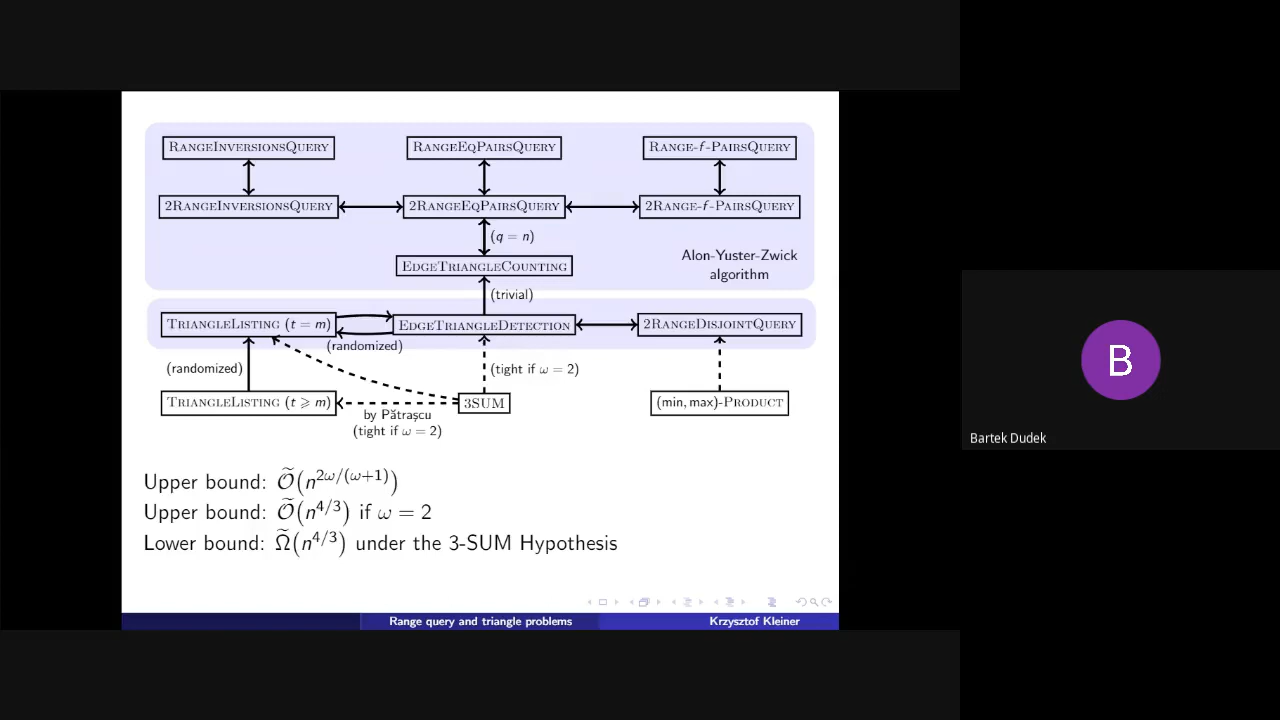 RANGEINVERSIONSQUERY RANGEEQPAIRSQUERY RANGE-f-PAIRSQUERY
2RANGEINVERSIONSQUERY 2RANGEEQPAIRSQUERY 2RANGE-f-PAIRSQUERY
(q = n)
EDGETRIANGLECOUNTING
Alon-Yuster-Zwick
algorithm
(trivial)
TRIANGLELISTING (t = m) EDGETRIANGLEDETECTION 2RANGEDISJOINTQUERY
(randomized)
(randomized) (tight if ω = 2)
TRIANGLELISTING (t ⩾ m) 3SUM (min, max)-PRODUCT
by Pătraşcu
(tight if ω = 2)
Upper bound: Õ(n^{2ω/(ω+1)})
Upper bound: Õ(n^{4/3}) if ω = 2
Lower bound: Ω̃(n^{4/3}) under the 3-SUM Hypothesis
Range query and triangle problems Krzysztof Kleiner
B
Bartek Dudek